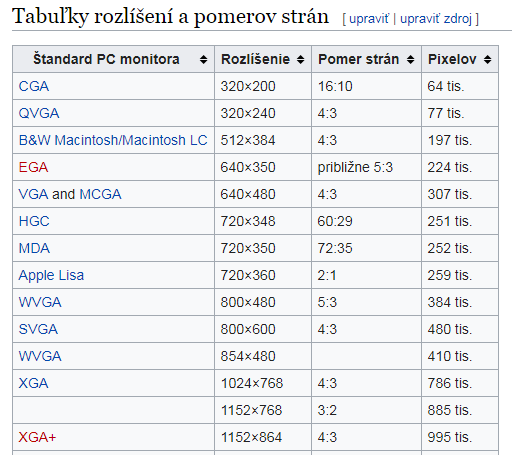 Tabuľky rozlíšení a pomerov strán [ upraviť | upraviť zdroj ]
Štandard PC monitora Rozlíšenie Pomer strán Pixelov
CGA 320×200 16:10 64 tis.
QVGA 320×240 4:3 77 tis.
B&W Macintosh/Macintosh LC 512×384 4:3 197 tis.
EGA 640×350 približne 5:3 224 tis.
VGA and MCGA 640×480 4:3 307 tis.
HGC 720×348 60:29 251 tis.
MDA 720×350 72:35 252 tis.
Apple Lisa 720×360 2:1 259 tis.
WVGA 800×480 5:3 384 tis.
SVGA 800×600 4:3 480 tis.
WVGA 854×480 410 tis.
XGA 1024×768 4:3 786 tis.
1152×768 3:2 885 tis.
XGA+ 1152×864 4:3 995 tis.